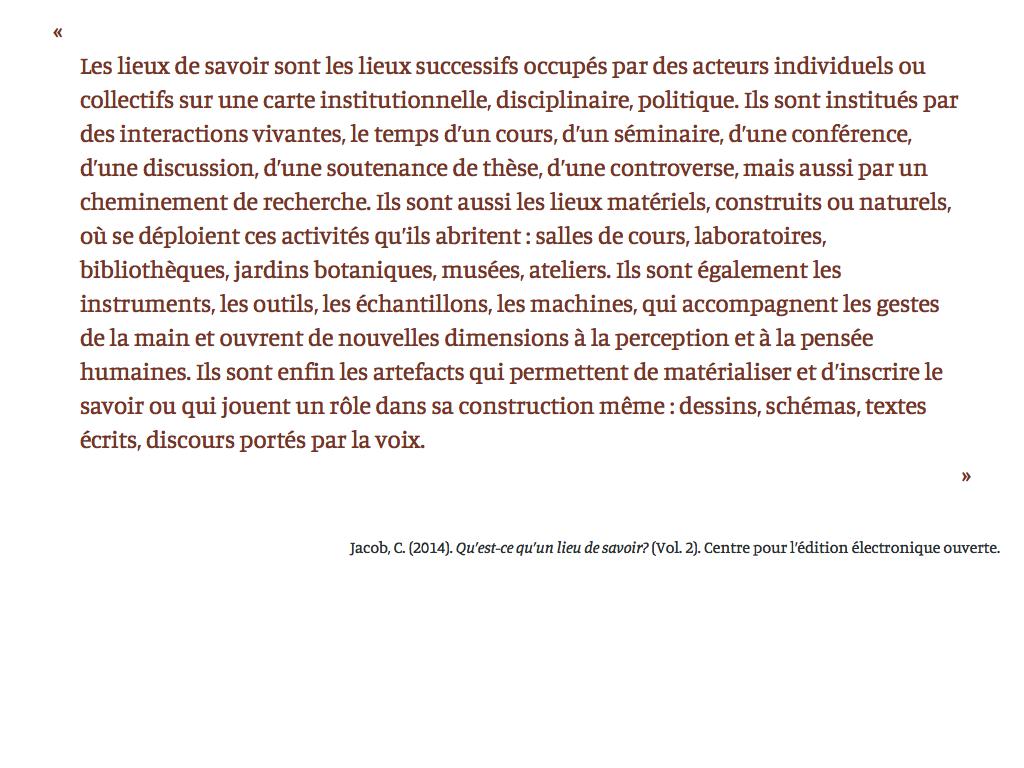 «
Les lieux de savoir sont les lieux successifs occupés par des acteurs individuels ou
collectifs sur une carte institutionnelle, disciplinaire, politique. Ils sont institués par
des interactions vivantes, le temps d’un cours, d’un séminaire, d’une conférence,
d’une discussion, d’une soutenance de thèse, d’une controverse, mais aussi par un
cheminement de recherche. Ils sont aussi les lieux matériels, construits ou naturels,
où se déploient ces activités qu’ils abritent : salles de cours, laboratoires,
bibliothèques, jardins botaniques, musées, ateliers. Ils sont également les
instruments, les outils, les échantillons, les machines, qui accompagnent les gestes
de la main et ouvrent de nouvelles dimensions à la perception et à la pensée
humaines. Ils sont enfin les artefacts qui permettent de matérialiser et d’inscrire le
savoir ou qui jouent un rôle dans sa construction même : dessins, schémas, textes
écrits, discours portés par la voix.
»
Jacob, C. (2014). Qu’est-ce qu’un lieu de savoir? (Vol. 2). Centre pour l’édition électronique ouverte.